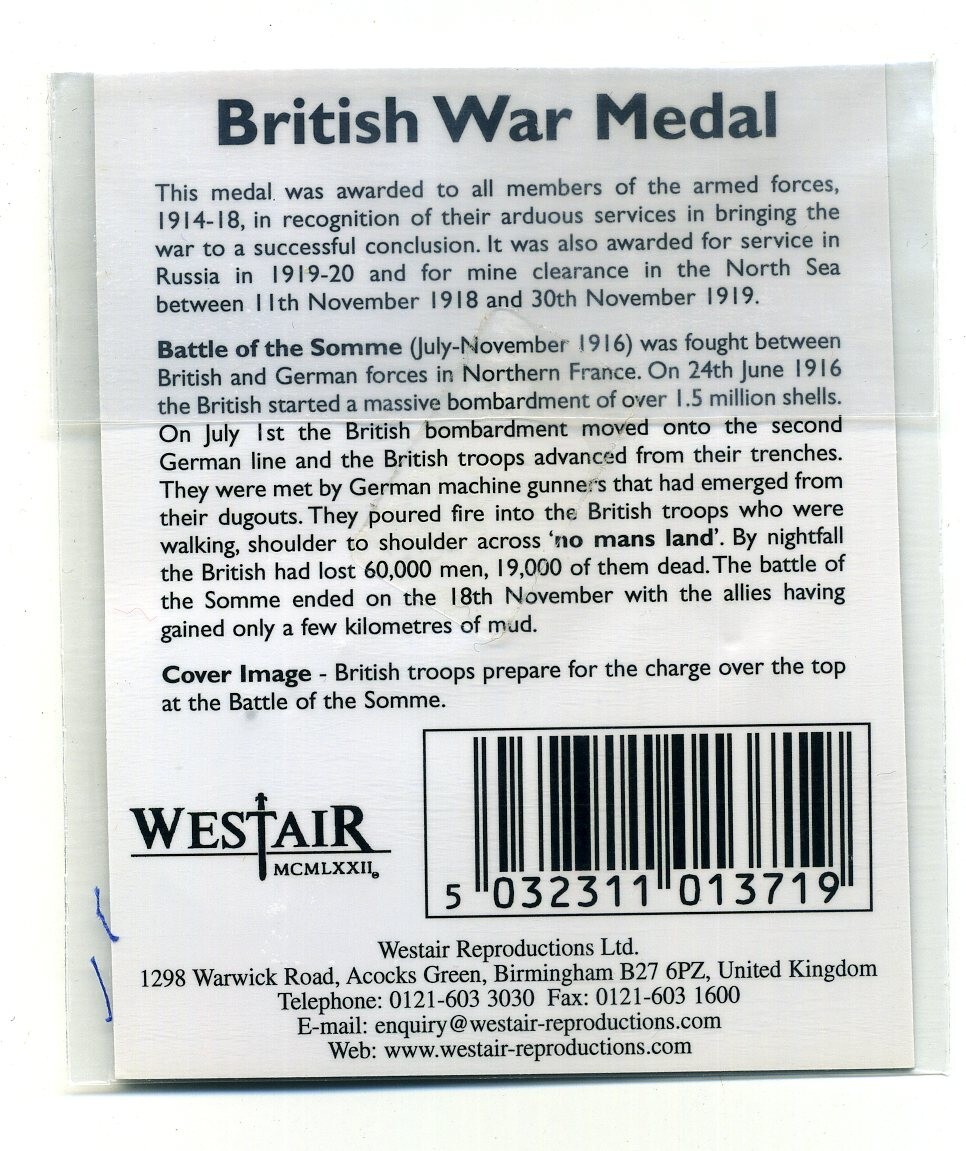 British War Medal
This medal was awarded to all members of the armed forces,
1914-18, in recognition of their arduous services in bringing the
war to a successful conclusion. It was also awarded for service in
Russia in 1919-20 and for mine clearance in the North Sea
between 11th November 1918 and 30th November 1919.
Battle of the Somme (July-November 1916) was fought between
British and German forces in Northern France. On 24th June 1916
the British started a massive bombardment of over 1.5 million shells.
On July 1st the British bombardment moved onto the second
German line and the British troops advanced from their trenches.
They were met by German machine gunners that had emerged from
their dugouts. They poured fire into the British troops who were
walking, shoulder to shoulder across ‘no mans land’. By nightfall
the British had lost 60,000 men, 19,000 of them dead. The battle of
the Somme ended on the 18th November with the allies having
gained only a few kilometres of mud.
Cover Image - British troops prepare for the charge over the top
at the Battle of the Somme.
WESTAIR
MCMLXXII®
5 032311 013719
Westair Reproductions Ltd.
1298 Warwick Road, Acocks Green, Birmingham B27 6PZ, United Kingdom
Telephone: 0121-603 3030 Fax: 0121-603 1600
E-mail: enquiry@westair-reproductions.com
Web: www.westair-reproductions.com